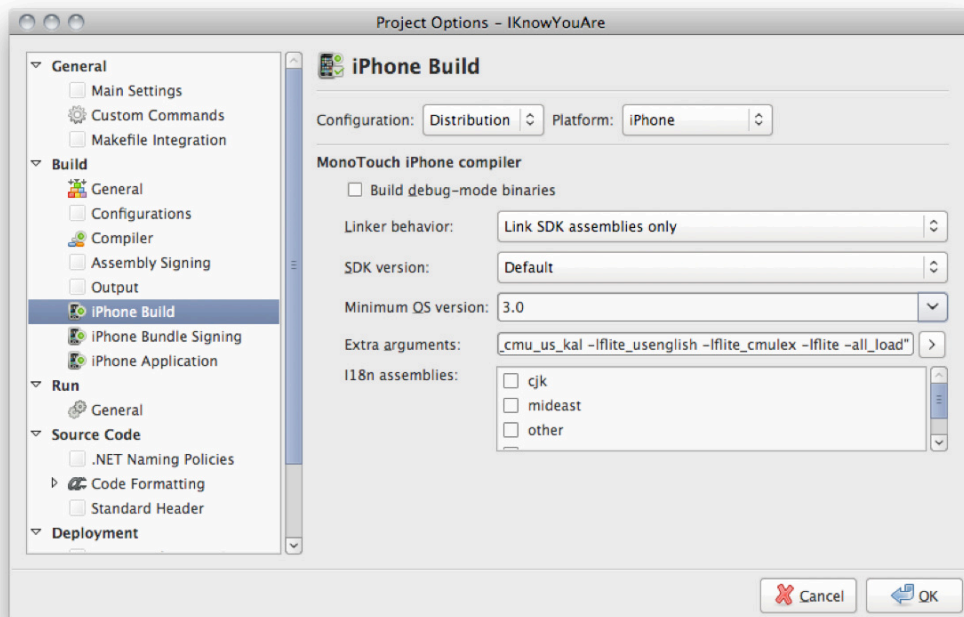 Project Options – IKnowYouAre
General
Main Settings
Custom Commands
Makefile Integration
Build
General
Configurations
Compiler
Assembly Signing
Output
iPhone Build
iPhone Bundle Signing
iPhone Application
Run
General
Source Code
.NET Naming Policies
Code Formatting
Standard Header
Deployment
iPhone Build
Configuration: Distribution Platform: iPhone
MonoTouch iPhone compiler
Build debug-mode binaries
Linker behavior: Link SDK assemblies only
SDK version: Default
Minimum OS version: 3.0
Extra arguments: _cmu_us_kal -lflite_usenglish -lflite_cmulex -lflite -all_load"
I18n assemblies:
cjk
mideast
other
Cancel OK